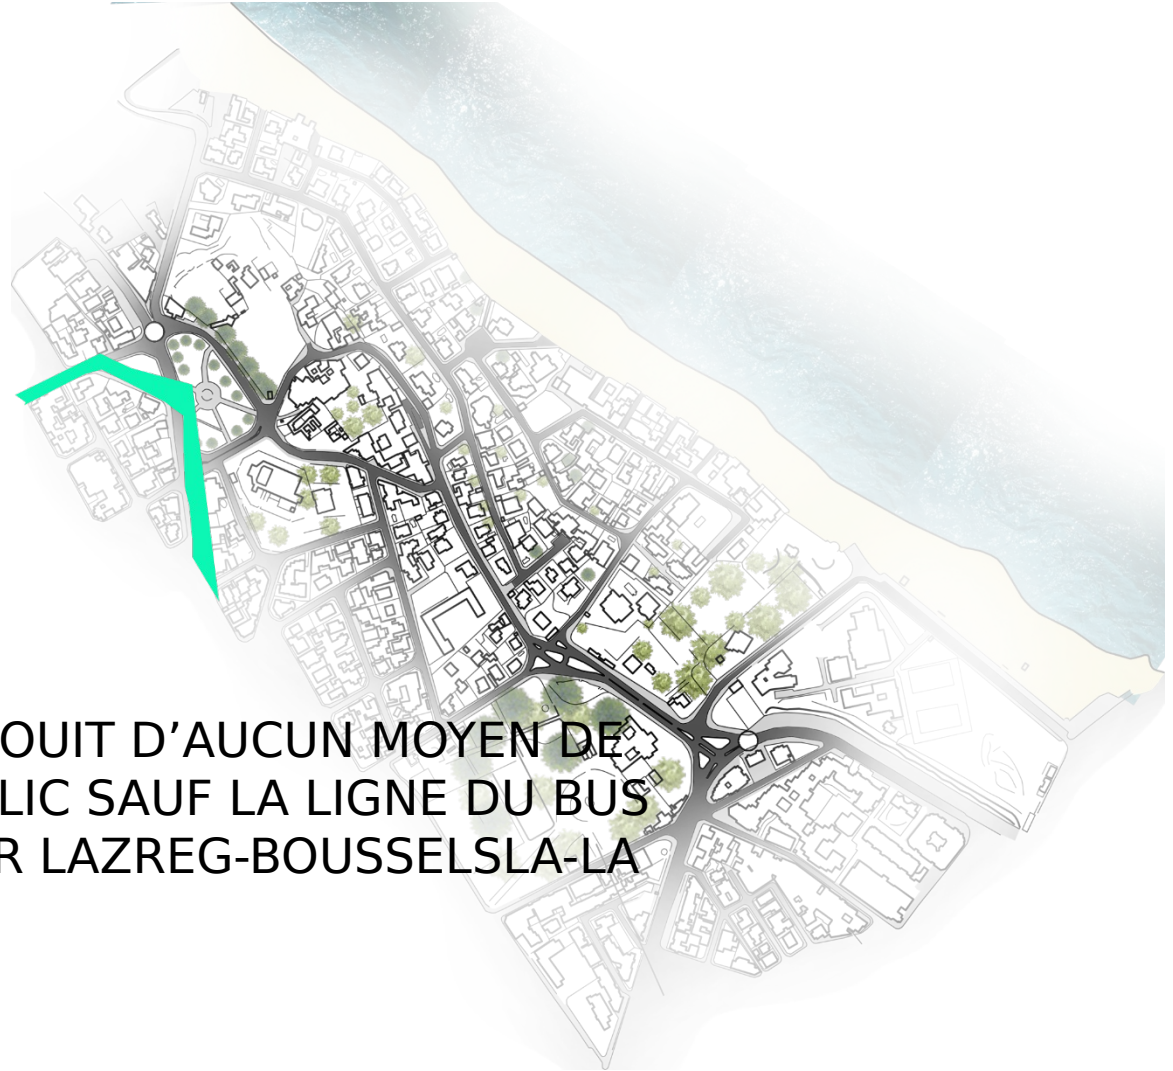 OUIT D’AUCUN MOYEN DE
LIC SAUF LA LIGNE DU BUS
R LAZREG-BOUSSELSLA-LA